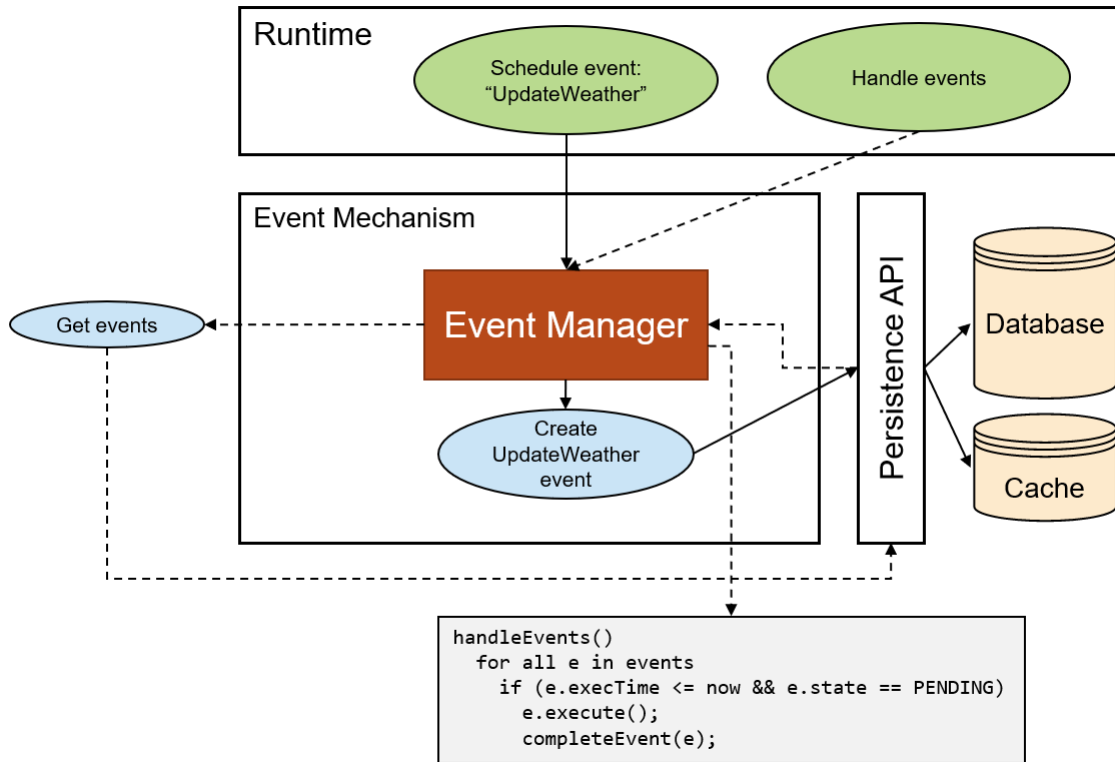 Runtime
Schedule event:
“UpdateWeather”
Handle events
Event Mechanism
Event Manager
Get events
Create
UpdateWeather
event
Persistence API
Database
Cache
handleEvents()
  for all e in events
    if (e.execTime <= now && e.state == PENDING)
      e.execute();
      completeEvent(e);